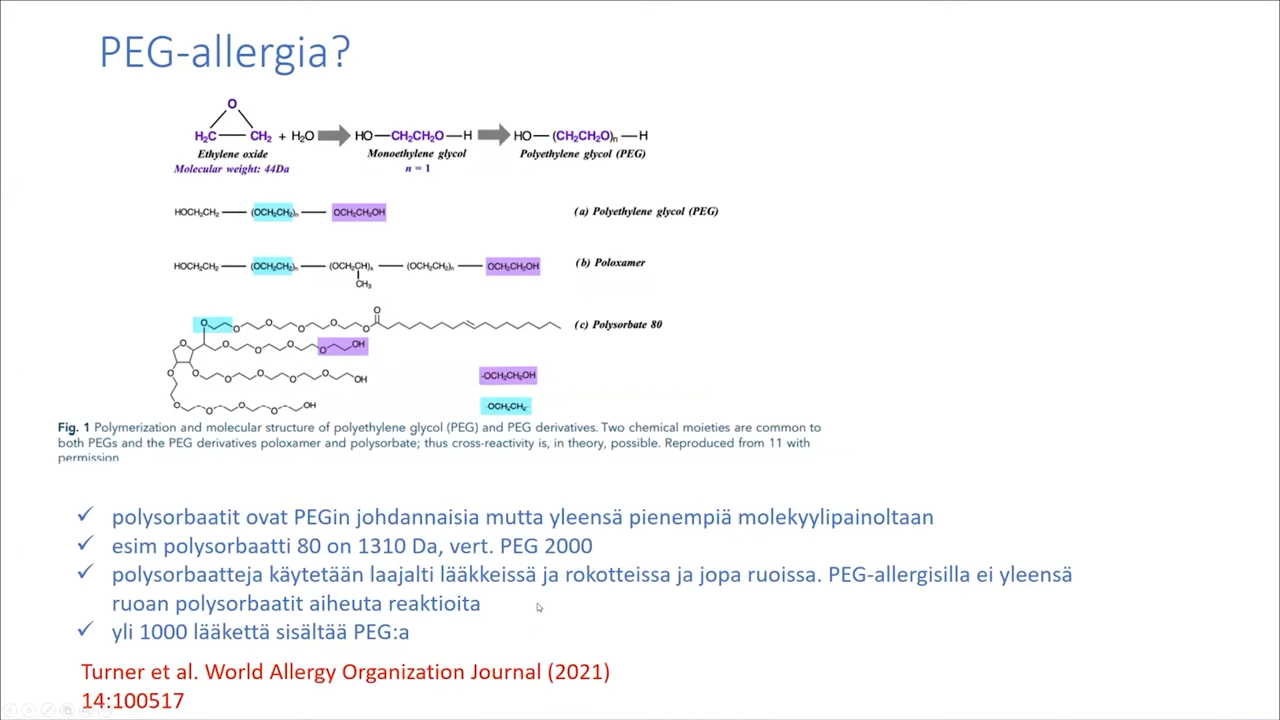 PEG-allergia?
O
H₂C CH₂ + H₂O HO—CH₂CH₂O—H HO—(CH₂CH₂O)ₙ—H
Ethylene oxide Monoethylene glycol Polyethylene glycol (PEG)
Molecular weight: 44Da n = 1
HOCH₂CH₂ — (OCH₂CH₂)ₙ — OCH₂CH₂OH (a) Polyethylene glycol (PEG)
HOCH₂CH₂ — (OCH₂CH₂)ₙ — (OCH₂CH)ₓ — (OCH₂CH₂)ₙ — OCH₂CH₂OH (b) Poloxamer
CH₃
O
O O O O O O (c) Polysorbate 80
O O O O O OH
O O O O O O OH
O O O O OH
-OCH₂CH₂OH
-OCH₂CH₂-
Fig. 1 Polymerization and molecular structure of polyethylene glycol (PEG) and PEG derivatives. Two chemical moieties are common to
both PEGs and the PEG derivatives poloxamer and polysorbate; thus cross-reactivity is, in theory, possible. Reproduced from 11 with
permission
✓ polysorbaatit ovat PEGin johdannaisia mutta yleensä pienempiä molekyylipainoltaan
✓ esim polysorbaatti 80 on 1310 Da, vert. PEG 2000
✓ polysorbaatteja käytetään laajalti lääkkeissä ja rokotteissa ja jopa ruoissa. PEG-allergisilla ei yleensä
ruoan polysorbaatit aiheuta reaktioita
✓ yli 1000 lääkettä sisältää PEG:a
Turner et al. World Allergy Organization Journal (2021)
14:100517